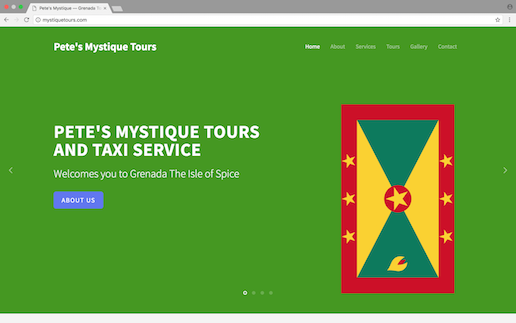 Pete's Mystique — Grenada T
mystiquetours.com
Pete's Mystique Tours
Home About Services Tours Gallery Contact
PETE'S MYSTIQUE TOURS
AND TAXI SERVICE
Welcomes you to Grenada The Isle of Spice
ABOUT US